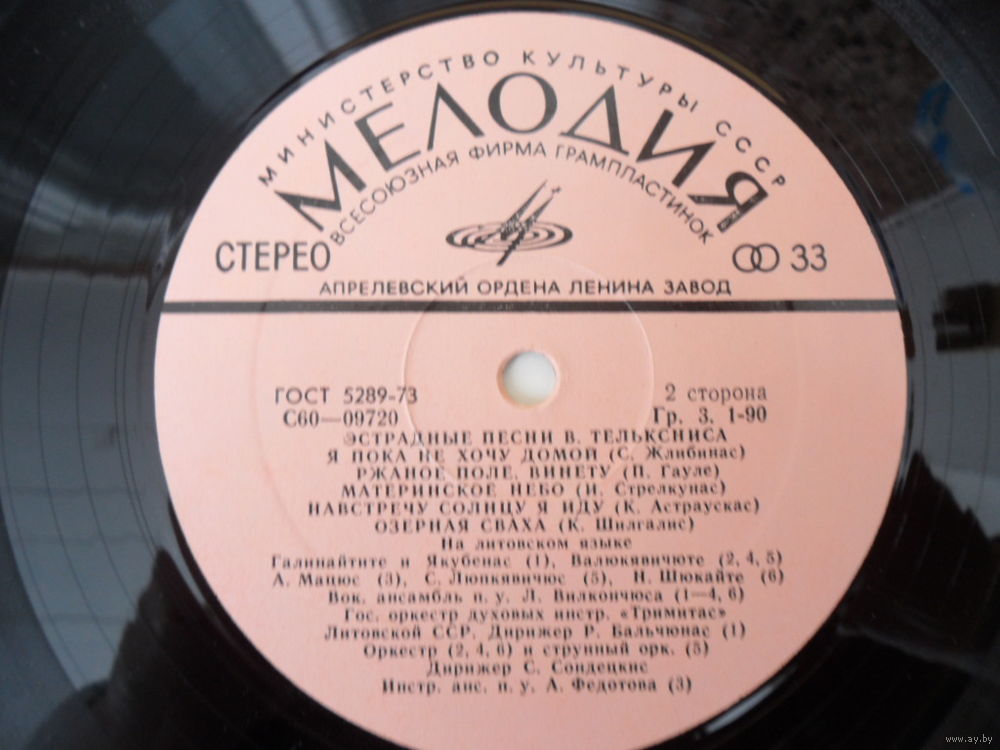 МИНИСТЕРСТВО КУЛЬТУРЫ СССР
МЕЛОДИЯ
ВСЕСОЮЗНАЯ ФИРМА ГРАМПЛАСТИНОК
СТЕРЕО
33
АПРЕЛЕВСКИЙ ОРДЕНА ЛЕНИНА ЗАВОД
ГОСТ 5289-73
2 сторона
С60—09720
Гр. 3. 1-90
ЭСТРАДНЫЕ ПЕСНИ В. ТЕЛЬКСНИСА
Я ПОКА НЕ ХОЧУ ДОМОЙ (С. Жлибинас)
РЖАНОЕ ПОЛЕ. ВИНЕТУ (П. Гауле)
МАТЕРИНСКОЕ НЕБО (И. Стрелкунас)
НАВСТРЕЧУ СОЛНЦУ Я ИДУ (К. Астраускас)
ОЗЕРНАЯ СВАХА (К. Шилгалис)
На литовском языке
Галинайтите и Якубенас (1), Валюкявичюте (2, 4, 5)
А. Мацюс (3), С. Люпкявичюс (5), Н. Шюкайте (6)
Вок. ансамбль п. у. Л. Вилкончюса (1—4, 6)
Гос. оркестр духовых инстр. «Тримитас»
Литовской ССР. Дирижер Р. Бальчюнас (1)
Оркестр (2, 4, 6) и струнный орк. (5)
Дирижер С. Сондецкис
Инстр. анс. п. у. А. Федотова (3)
www.ay.by